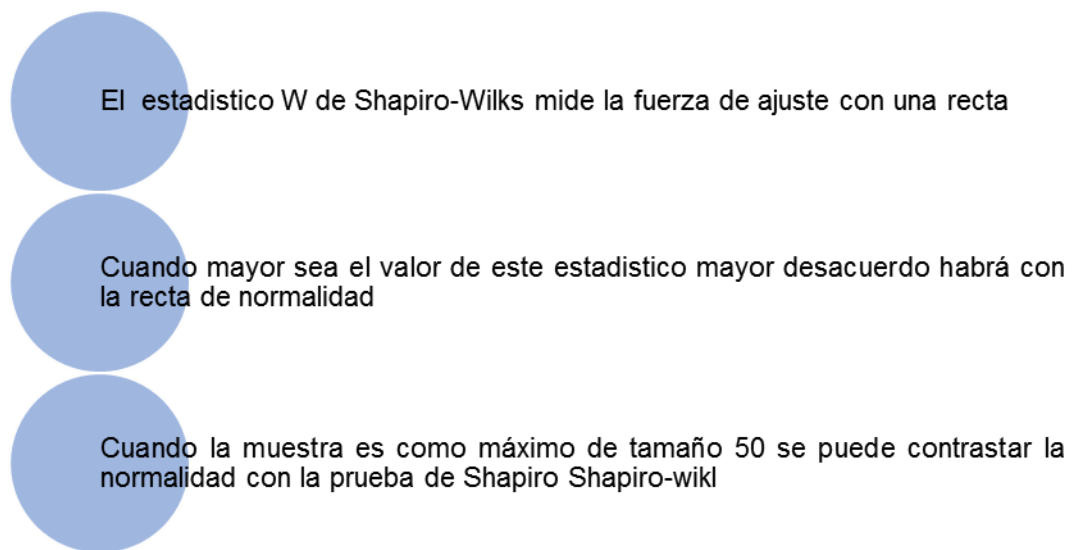 El estadistico W de Shapiro-Wilks mide la fuerza de ajuste con una recta
Cuando mayor sea el valor de este estadistico mayor desacuerdo habrá con
la recta de normalidad
Cuando la muestra es como máximo de tamaño 50 se puede contrastar la
normalidad con la prueba de Shapiro Shapiro-wikl